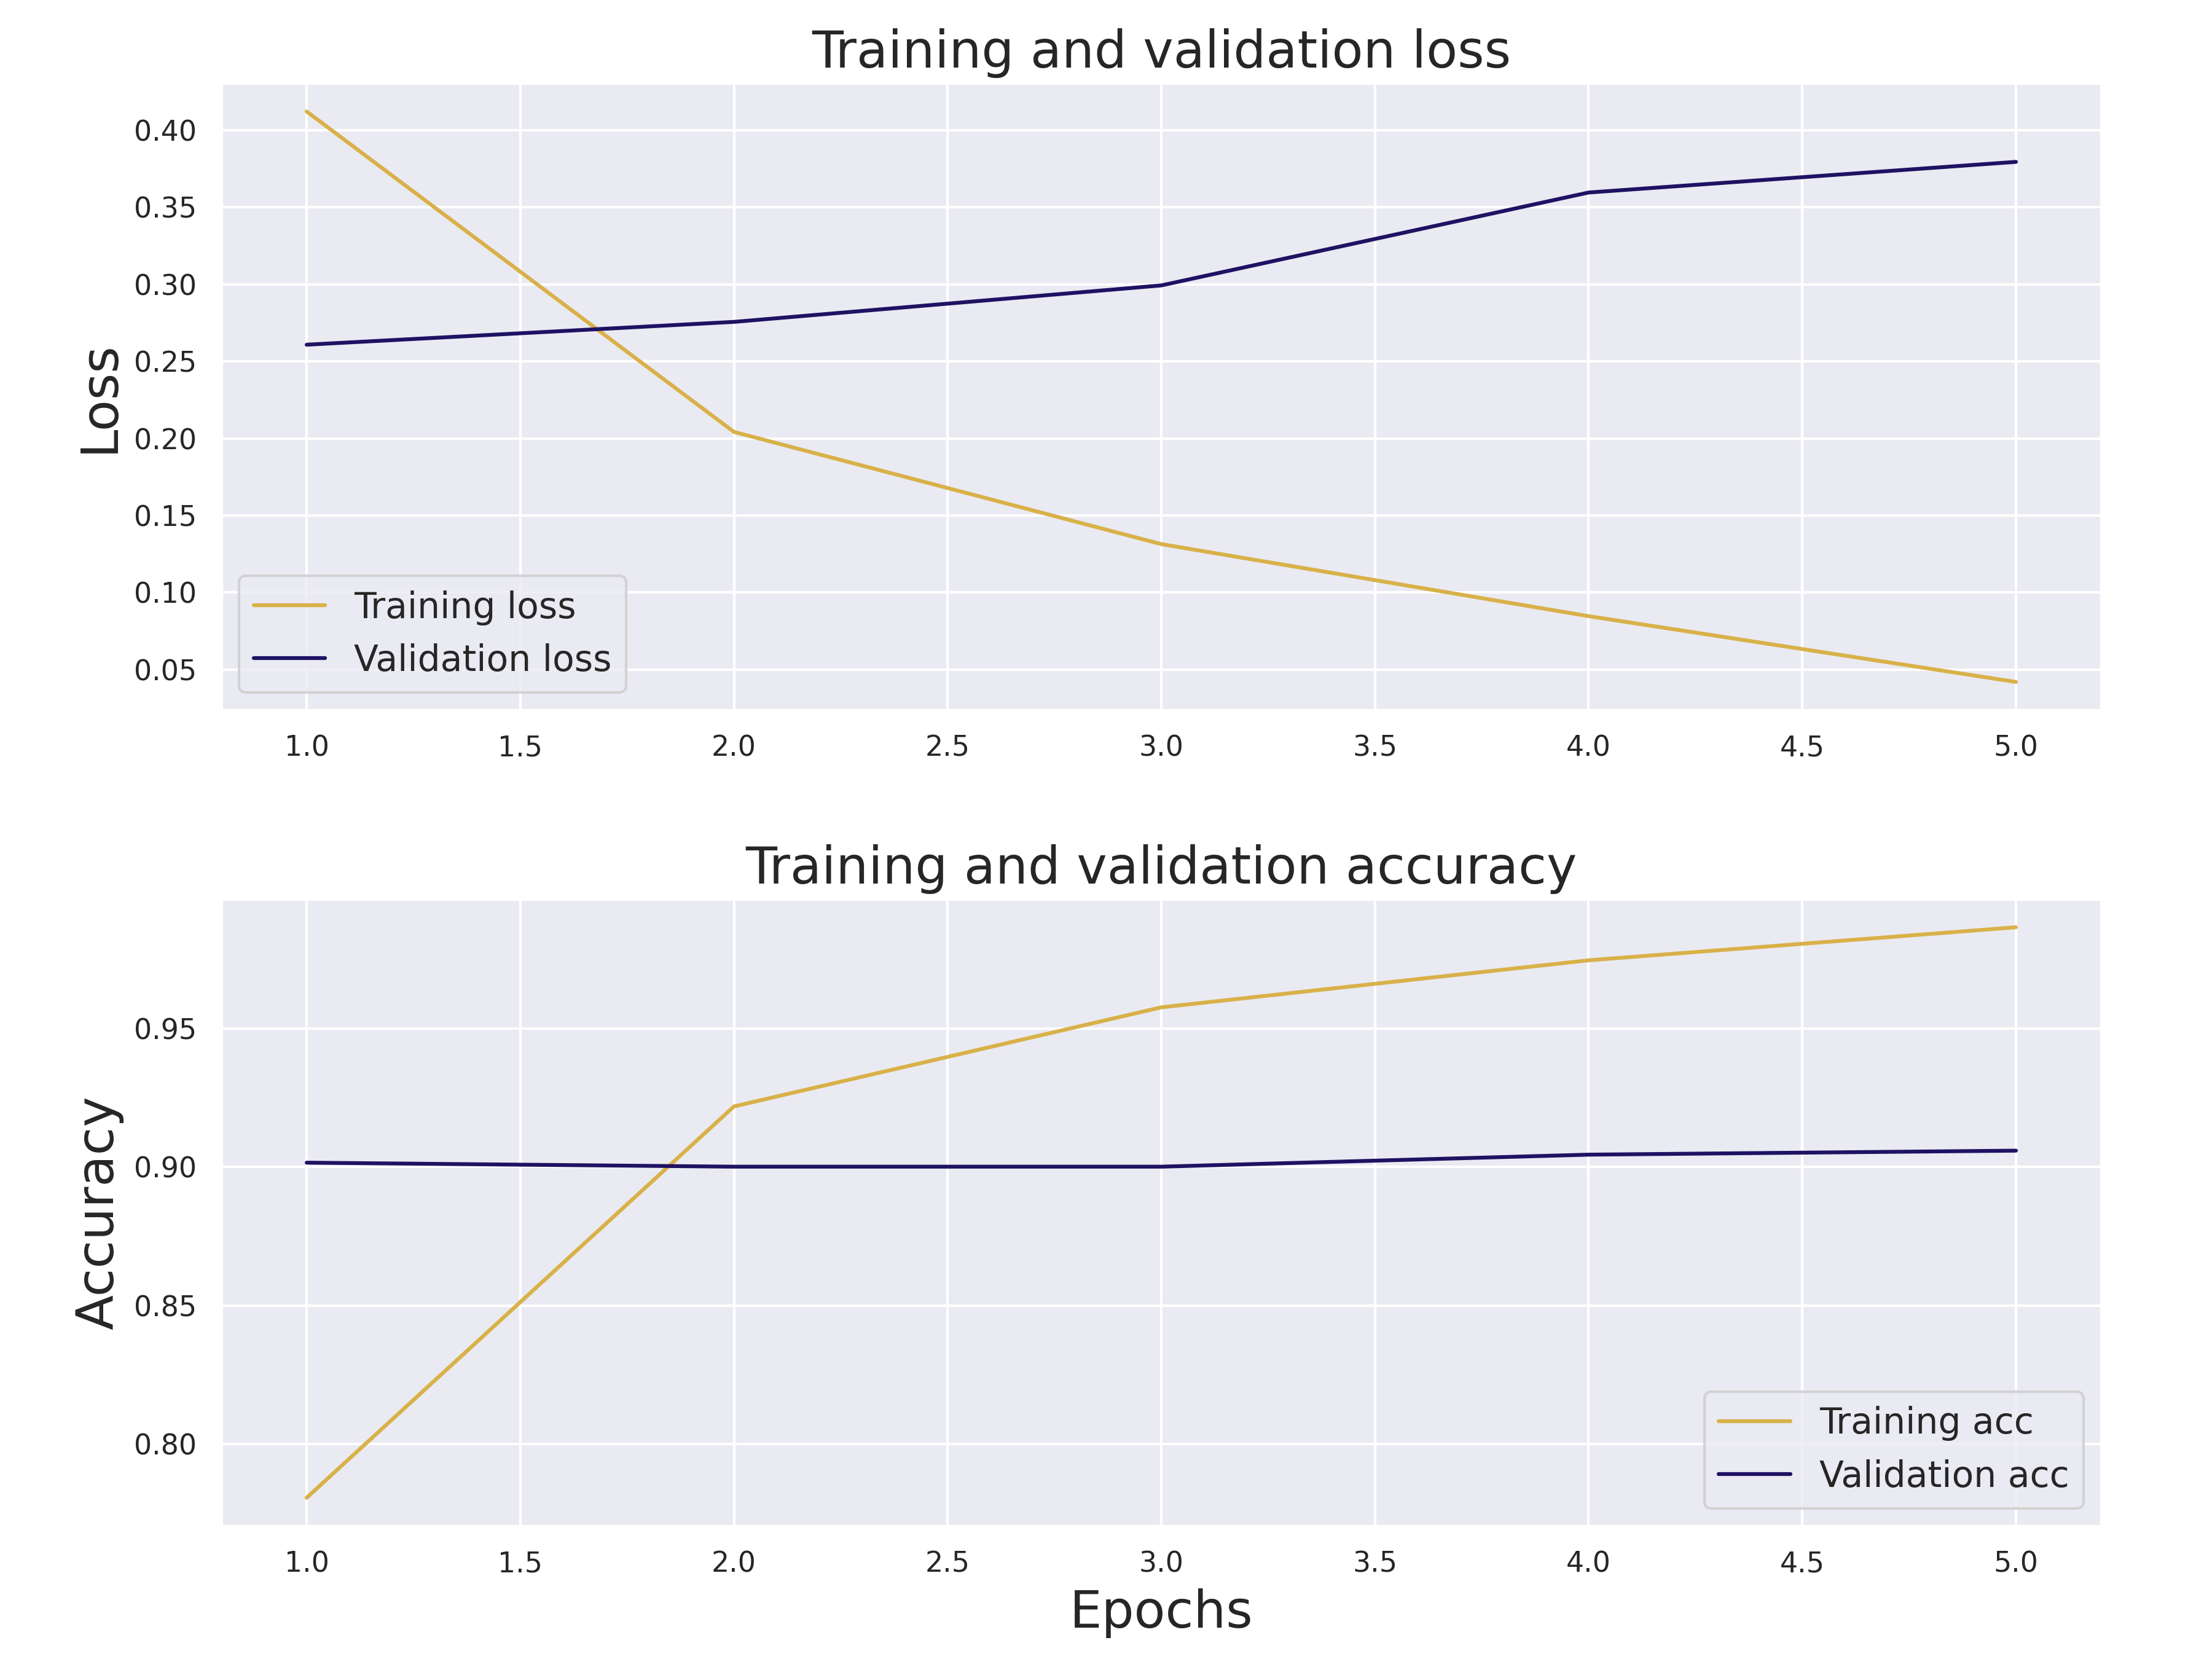 Training and validation loss
Loss
0.40
0.35
0.30
0.25
0.20
0.15
0.10
0.05
Training loss
Validation loss
1.0 1.5 2.0 2.5 3.0 3.5 4.0 4.5 5.0
Training and validation accuracy
Accuracy
0.95
0.90
0.85
0.80
Training acc
Validation acc
1.0 1.5 2.0 2.5 3.0 3.5 4.0 4.5 5.0
Epochs